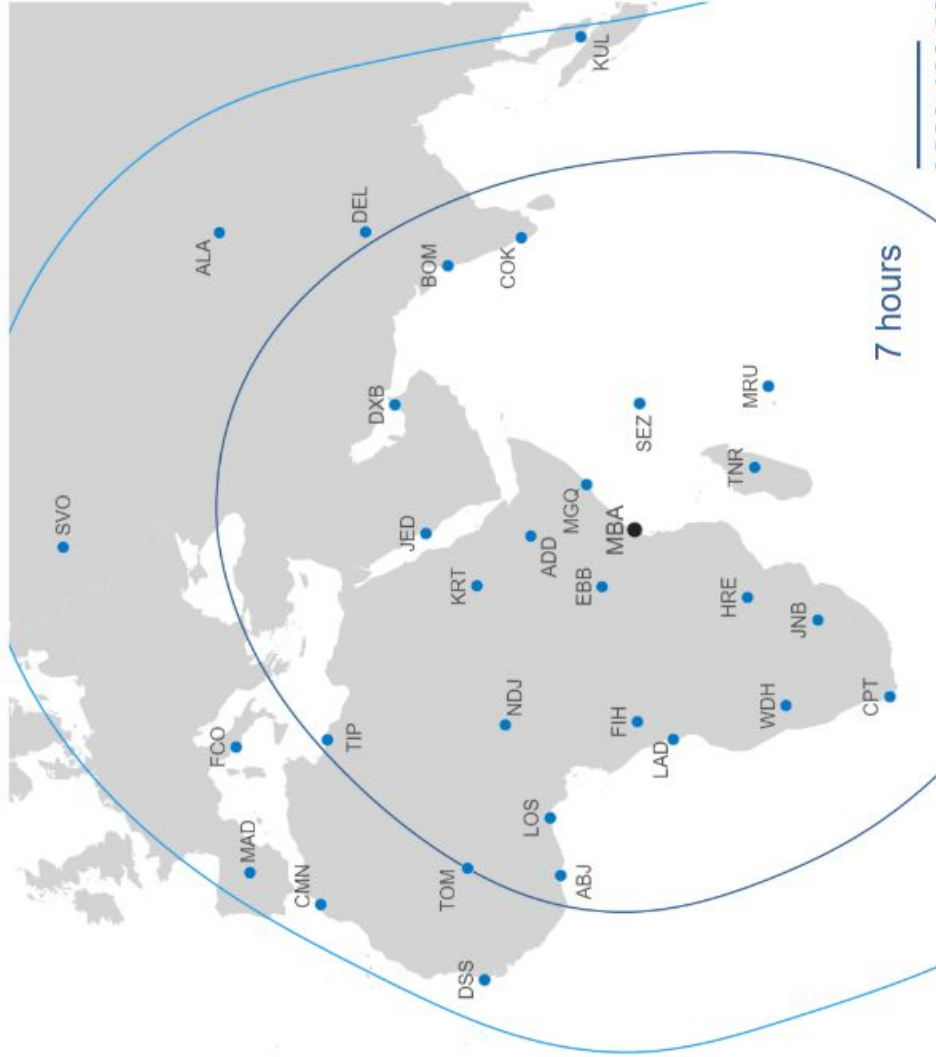 SVO
ALA
FCO
DEL
MAD
BOM
CMN
TIP
DXB
KUL
JED
TOM
KRT
COK
DSS
NDJ
ADD
LOS
MGQ
ABJ
EBB
MBA
FIH
SEZ
LAD
HRE
TNR
MRU
WDH
JNB
CPT
7 hours